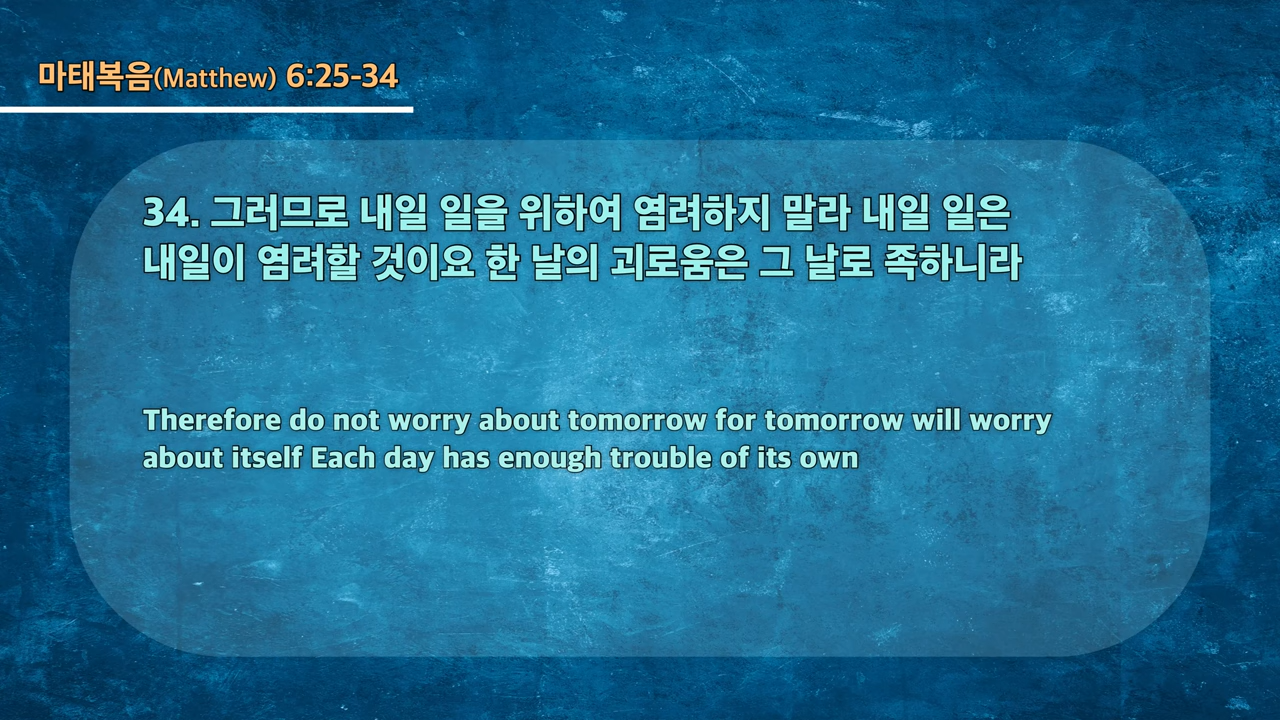 마태복음(Matthew) 6:25-34
34. 그러므로 내일 일을 위하여 염려하지 말라 내일 일은
내일이 염려할 것이요 한 날의 괴로움은 그 날로 족하니라
Therefore do not worry about tomorrow for tomorrow will worry
about itself Each day has enough trouble of its own